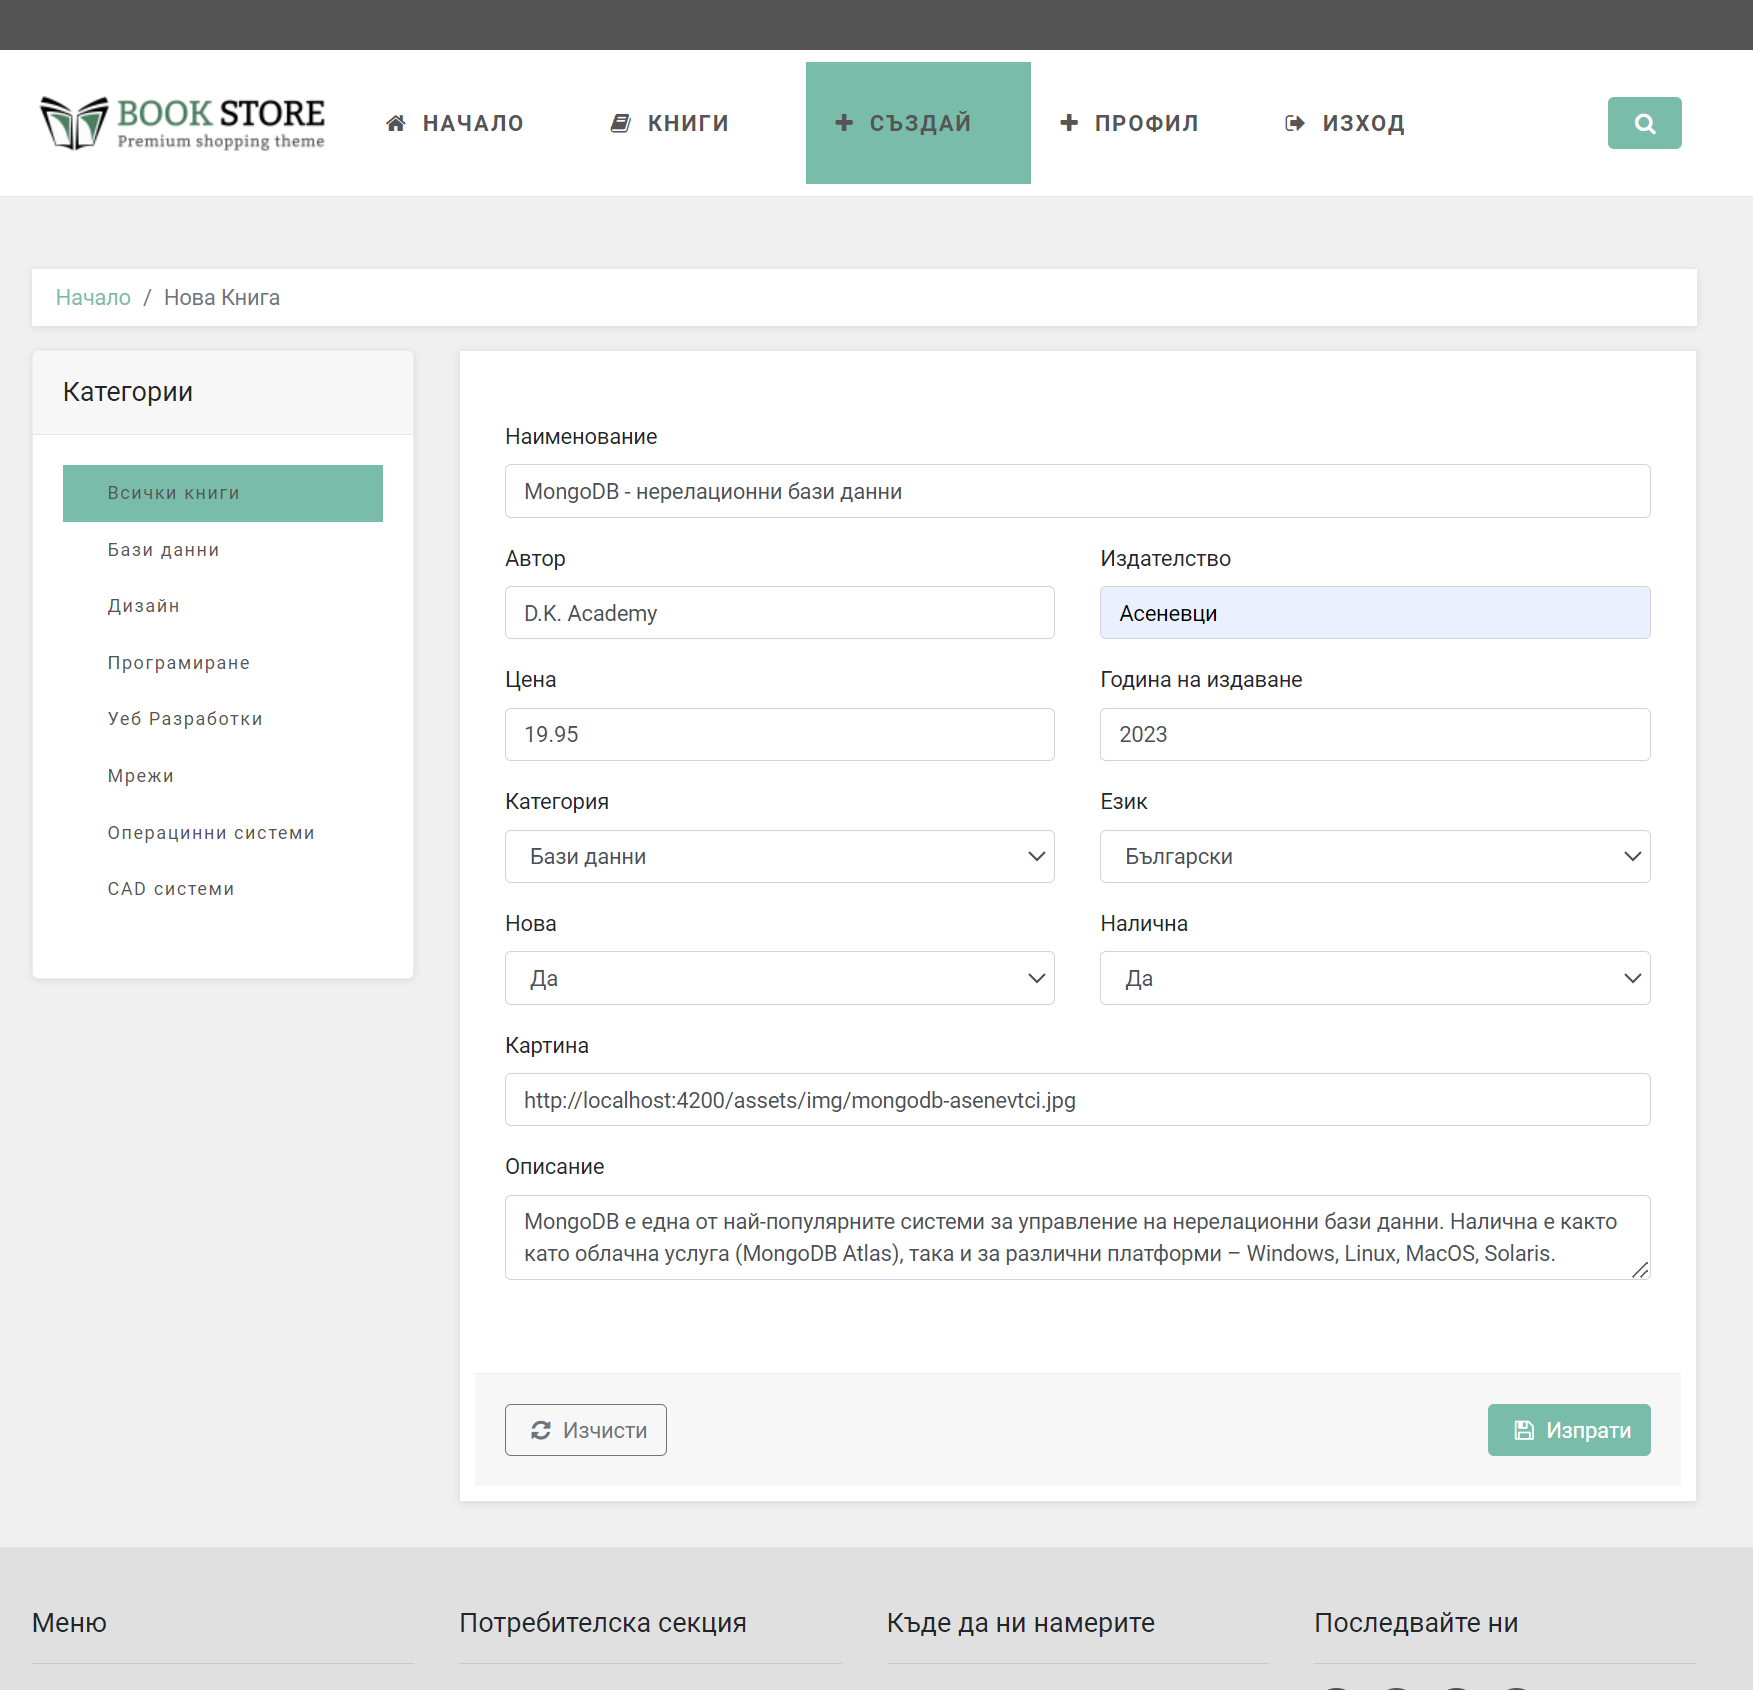 BOOK STORE
Premium shopping theme
НАЧАЛО
КНИГИ
СЪЗДАЙ
ПРОФИЛ
ИЗХОД
Начало / Нова Книга
Категории
Всички книги
Бази данни
Дизайн
Програмиране
Уеб Разработки
Мрежи
Операцинни системи
CAD системи
Наименование
MongoDB - нерелационни бази данни
Автор
D.K. Academy
Издателство
Асеневци
Цена
19.95
Година на издаване
2023
Категория
Бази данни
Език
Български
Нова
Да
Налична
Да
Картина
http://localhost:4200/assets/img/mongodb-asenevtci.jpg
Описание
MongoDB е една от най-популярните системи за управление на нерелационни бази данни. Налична е както
като облачна услуга (MongoDB Atlas), така и за различни платформи – Windows, Linux, MacOS, Solaris.
Изчисти
Изпрати
Меню
Потребителска секция
Къде да ни намерите
Последвайте ни